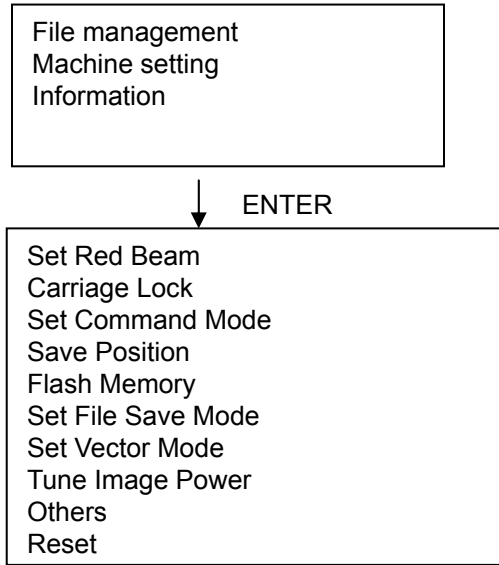 File management
Machine setting
Information
ENTER
Set Red Beam
Carriage Lock
Set Command Mode
Save Position
Flash Memory
Set File Save Mode
Set Vector Mode
Tune Image Power
Others
Reset